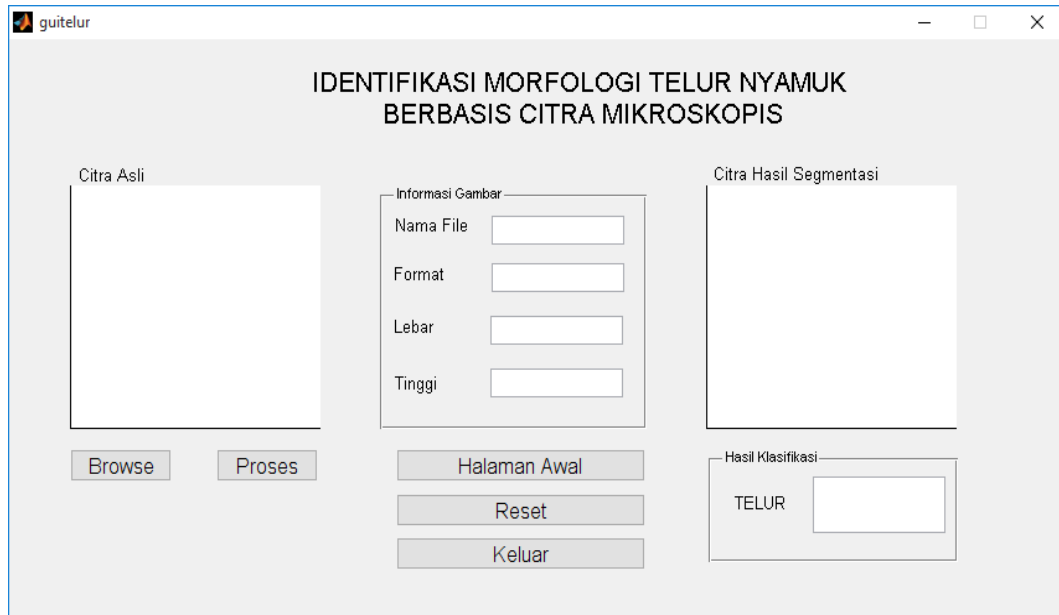 guitelur
IDENTIFIKASI MORFOLOGI TELUR NYAMUK
BERBASIS CITRA MIKROSKOPIS
Citra Asli
Informasi Gambar
Nama File
Format
Lebar
Tinggi
Citra Hasil Segmentasi
Browse
Proses
Halaman Awal
Reset
Keluar
Hasil Klasifikasi
TELUR